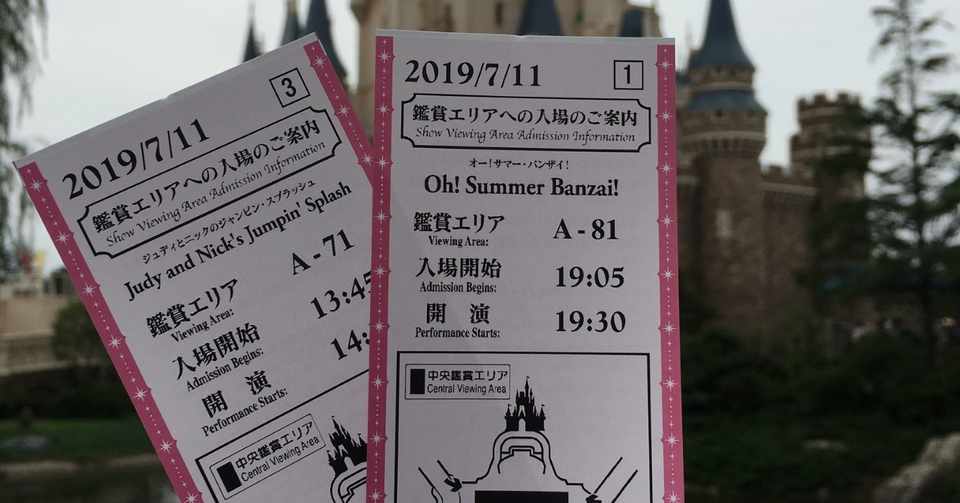 2019/7/11
3
鑑賞エリアへの入場のご案内
Show Viewing Area Admission Information
ジュディとニックのジャンピン・スプラッシュ
Judy and Nick's Jumpin' Splash
鑑賞エリア A - 71
Viewing Area:
入場開始 13:45
Admission Begins:
開 演 14:
Performance Starts:
中央鑑賞エリア
Central Viewing Area
2019/7/11
1
鑑賞エリアへの入場のご案内
Show Viewing Area Admission Information
オー!サマー・バンザイ!
Oh! Summer Banzai!
鑑賞エリア A - 81
Viewing Area:
入場開始 19:05
Admission Begins:
開 演 19:30
Performance Starts:
中央鑑賞エリア
Central Viewing Area